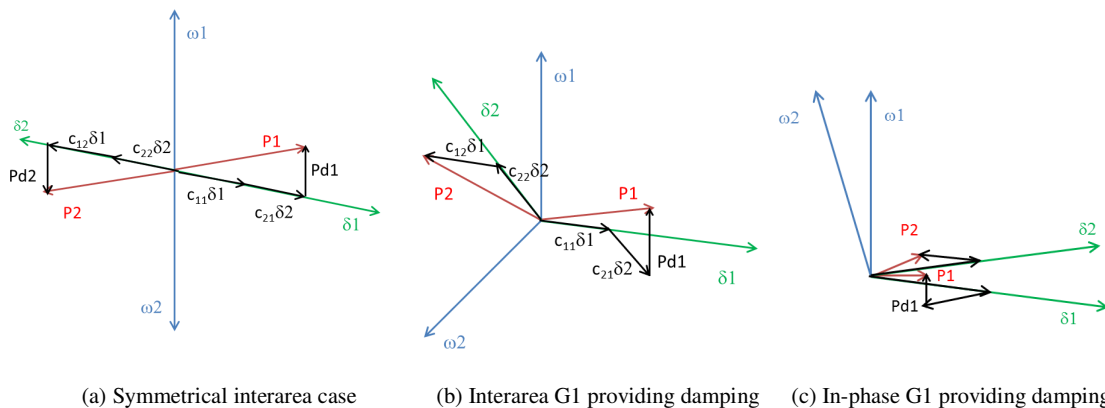 ω1
δ2
c12δ1
c22δ2
P1
Pd2
Pd1
c11δ1
P2
c21δ2
δ1
ω2
(a) Symmetrical interarea case
ω1
δ2
c12δ1
c22δ2
P2
P1
c11δ1
c21δ2
Pd1
δ1
ω2
(b) Interarea G1 providing damping
ω2
ω1
P2
δ2
P1
Pd1
δ1
(c) In-phase G1 providing damping